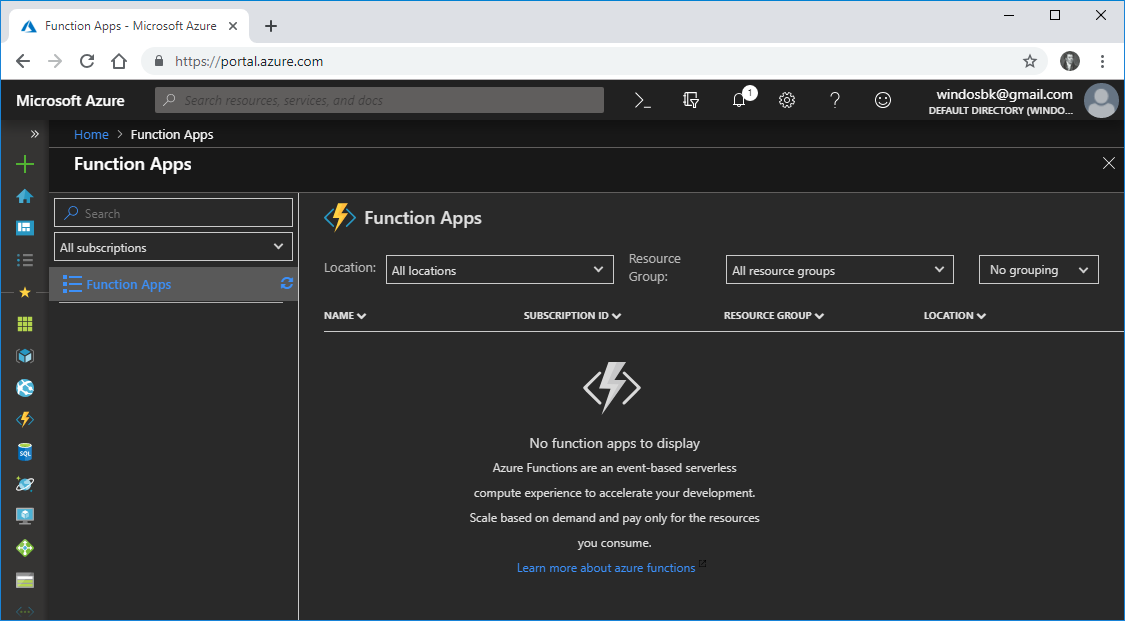 Function Apps - Microsoft Azure
https://portal.azure.com
Microsoft Azure
Search resources, services, and docs
1
windosbk@gmail.com
DEFAULT DIRECTORY (WINDO...
Home > Function Apps
Function Apps
Search
All subscriptions
Function Apps
Function Apps
Location:
All locations
Resource
Group:
All resource groups
No grouping
NAME
SUBSCRIPTION ID
RESOURCE GROUP
LOCATION
No function apps to display
Azure Functions are an event-based serverless
compute experience to accelerate your development.
Scale based on demand and pay only for the resources
you consume.
Learn more about azure functions
SQL